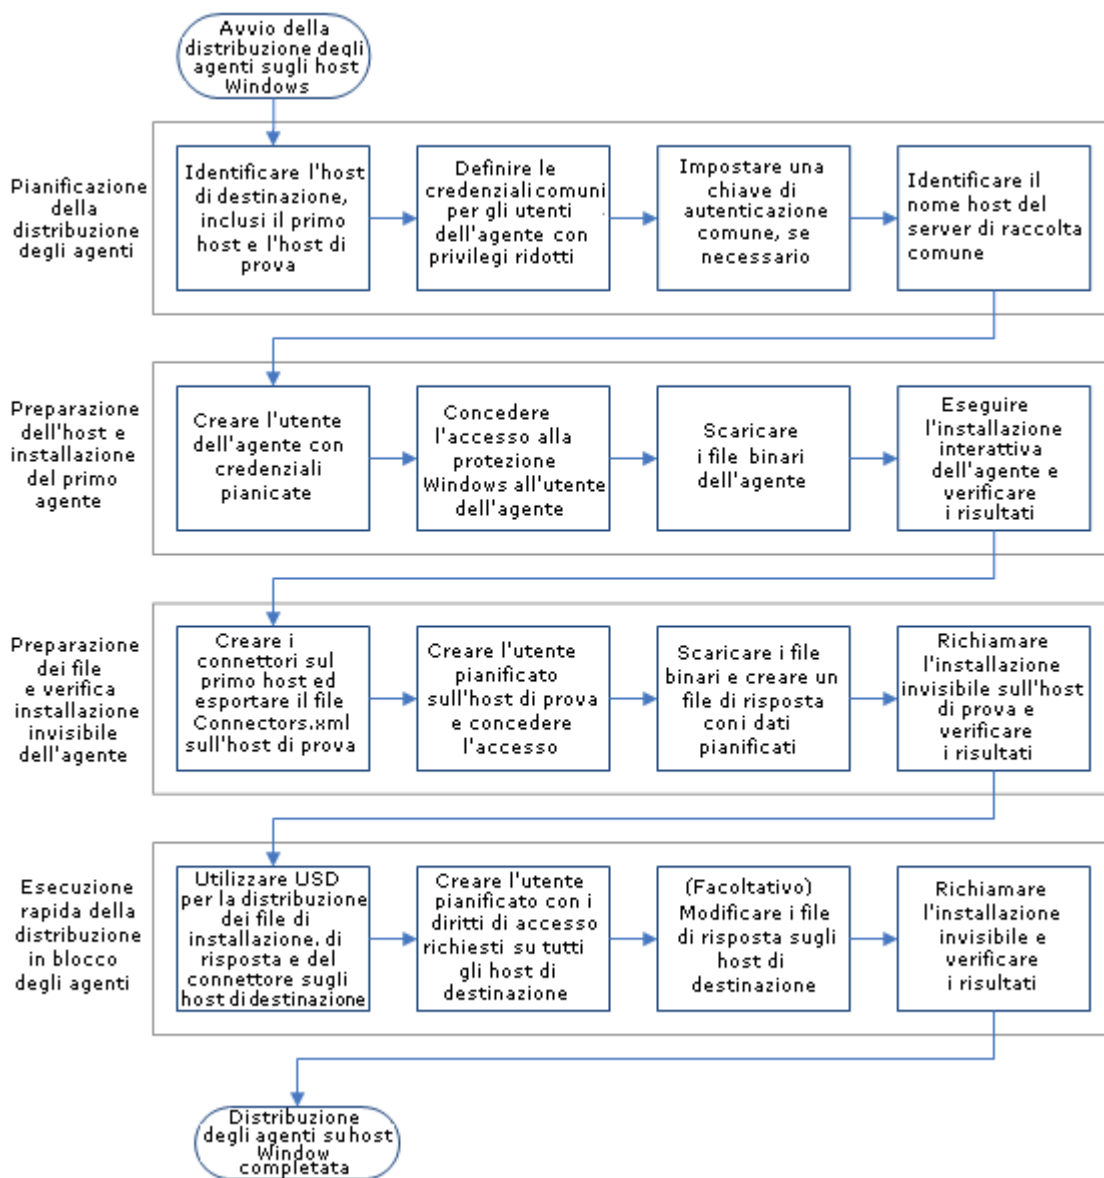 Avvio della
distribuzione degli
agenti sugli host
Windows
Pianificazione
della
distribuzione
degli agenti
Identificare l'host
di destinazione,
inclusi il primo
host e l'host di
prova
Definire le
credenziali comuni
per gli utenti
dell'agente con
privilegi ridotti
Impostare una
chiave di
autenticazione
comune, se
necessario
Identificare il
nome host del
server di raccolta
comune
Preparazione
dell'host e
installazione
del primo
agente
Creare l'utente
dell'agente con
credenziali
pianicate
Concedere
l'accesso alla
protezione
Windows all'utente
dell'agente
Scaricare
i file binari
dell'agente
Eseguire
l'installazione
interattiva
dell'agente e
verificare
i risultati
Preparazione
dei file
e verifica
installazione
invisibile
dell'agente
Creare i
connettori sul
primo host ed
esportare il file
Connectors.xml
sull'host di prova
Creare l'utente
pianificato
sull'host di prova
e concedere
l'accesso
Scaricare i file
binari e creare un
file di risposta
con i dati
pianificati
Richiamare
l'installazione
invisibile sull'host
di prova e
verificare
i risultati
Esecuzione
rapida della
distribuzione
in blocco
degli agenti
Utilizzare USD
per la distribuzione
dei file di
installazione. di
risposta e del
connettore sugli
host di destinazione
Creare l'utente
pianificato con i
diritti di accesso
richiesti su tutti
gli host di
destinazione
(Facoltativo)
Modificare i file
di risposta sugli
host di
destinazione
Richiamare
l'installazione
invisibile e
verificare
i risultati
Distribuzione
degli agenti su host
Window
completata